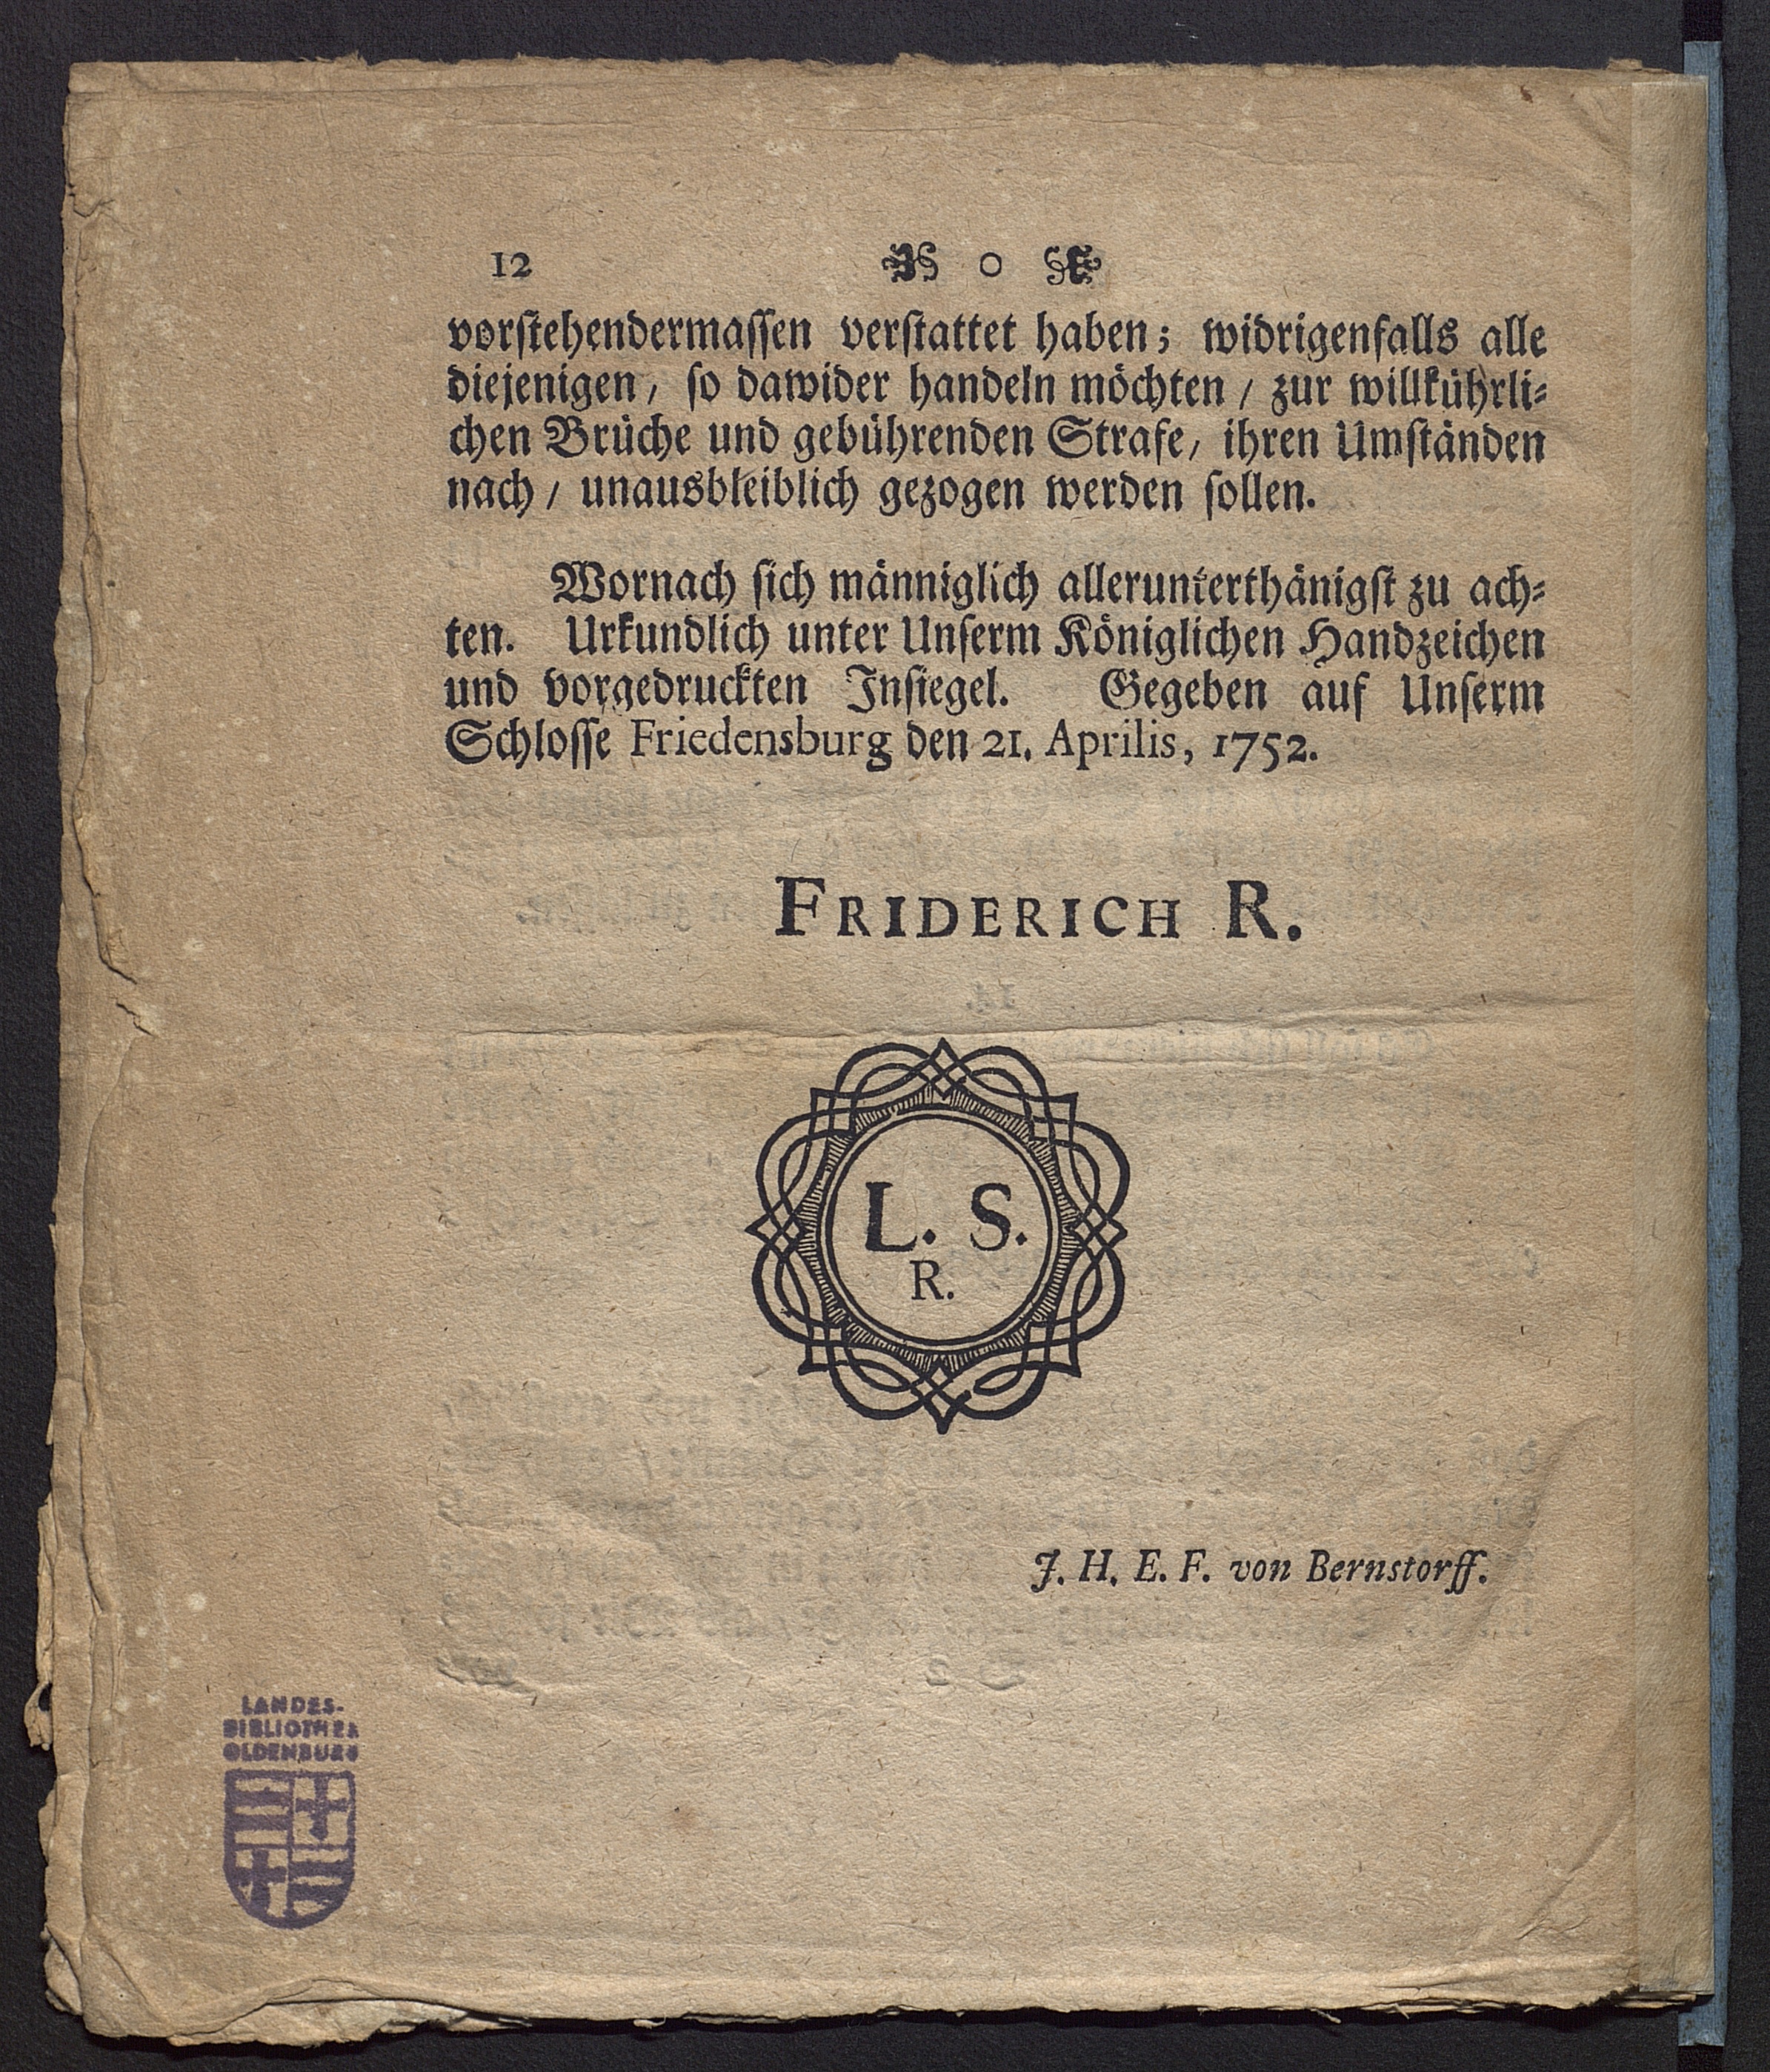 12 o
vorſtehendermaſſen verſtattet haben; widrigenfalls alle
diejenigen, ſo dawider handeln möchten / zur willkührli-
chen Brüche und gebührenden Strafe, ihren Umſtänden
nach / unausbleiblich gezogen werden ſollen.
Wornach ſich männiglich allerunterthänigſt zu ach-
ten. Urkundlich unter Unſerm Königlichen Handzeichen
und vorgedruckten Inſiegel. Gegeben auf Unſerm
Schloſſe Friedensburg den 21. Aprilis, 1752.
FRIDERICH R.
L. S.
R.
J. H. E. F. von Bernstorff.
LANDES-
BIBLIOTHEK
OLDENBURG